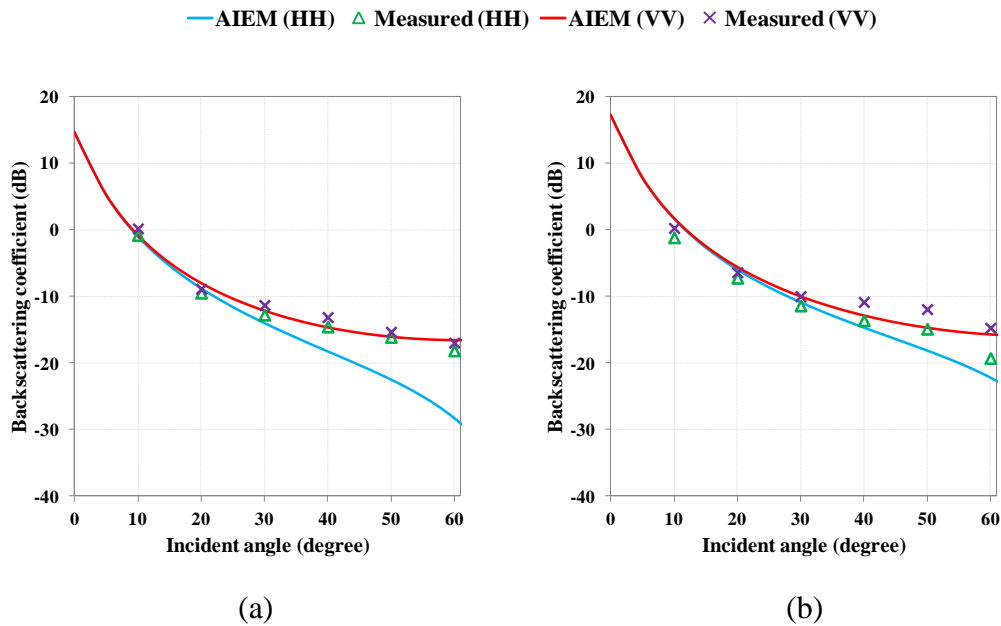 AIEM (HH) Measured (HH) AIEM (VV) Measured (VV)
Backscattering coefficient (dB)
20
10
0
-10
-20
-30
-40
0 10 20 30 40 50 60
Incident angle (degree)
(a)
Backscattering coefficient (dB)
20
10
0
-10
-20
-30
-40
0 10 20 30 40 50 60
Incident angle (degree)
(b)